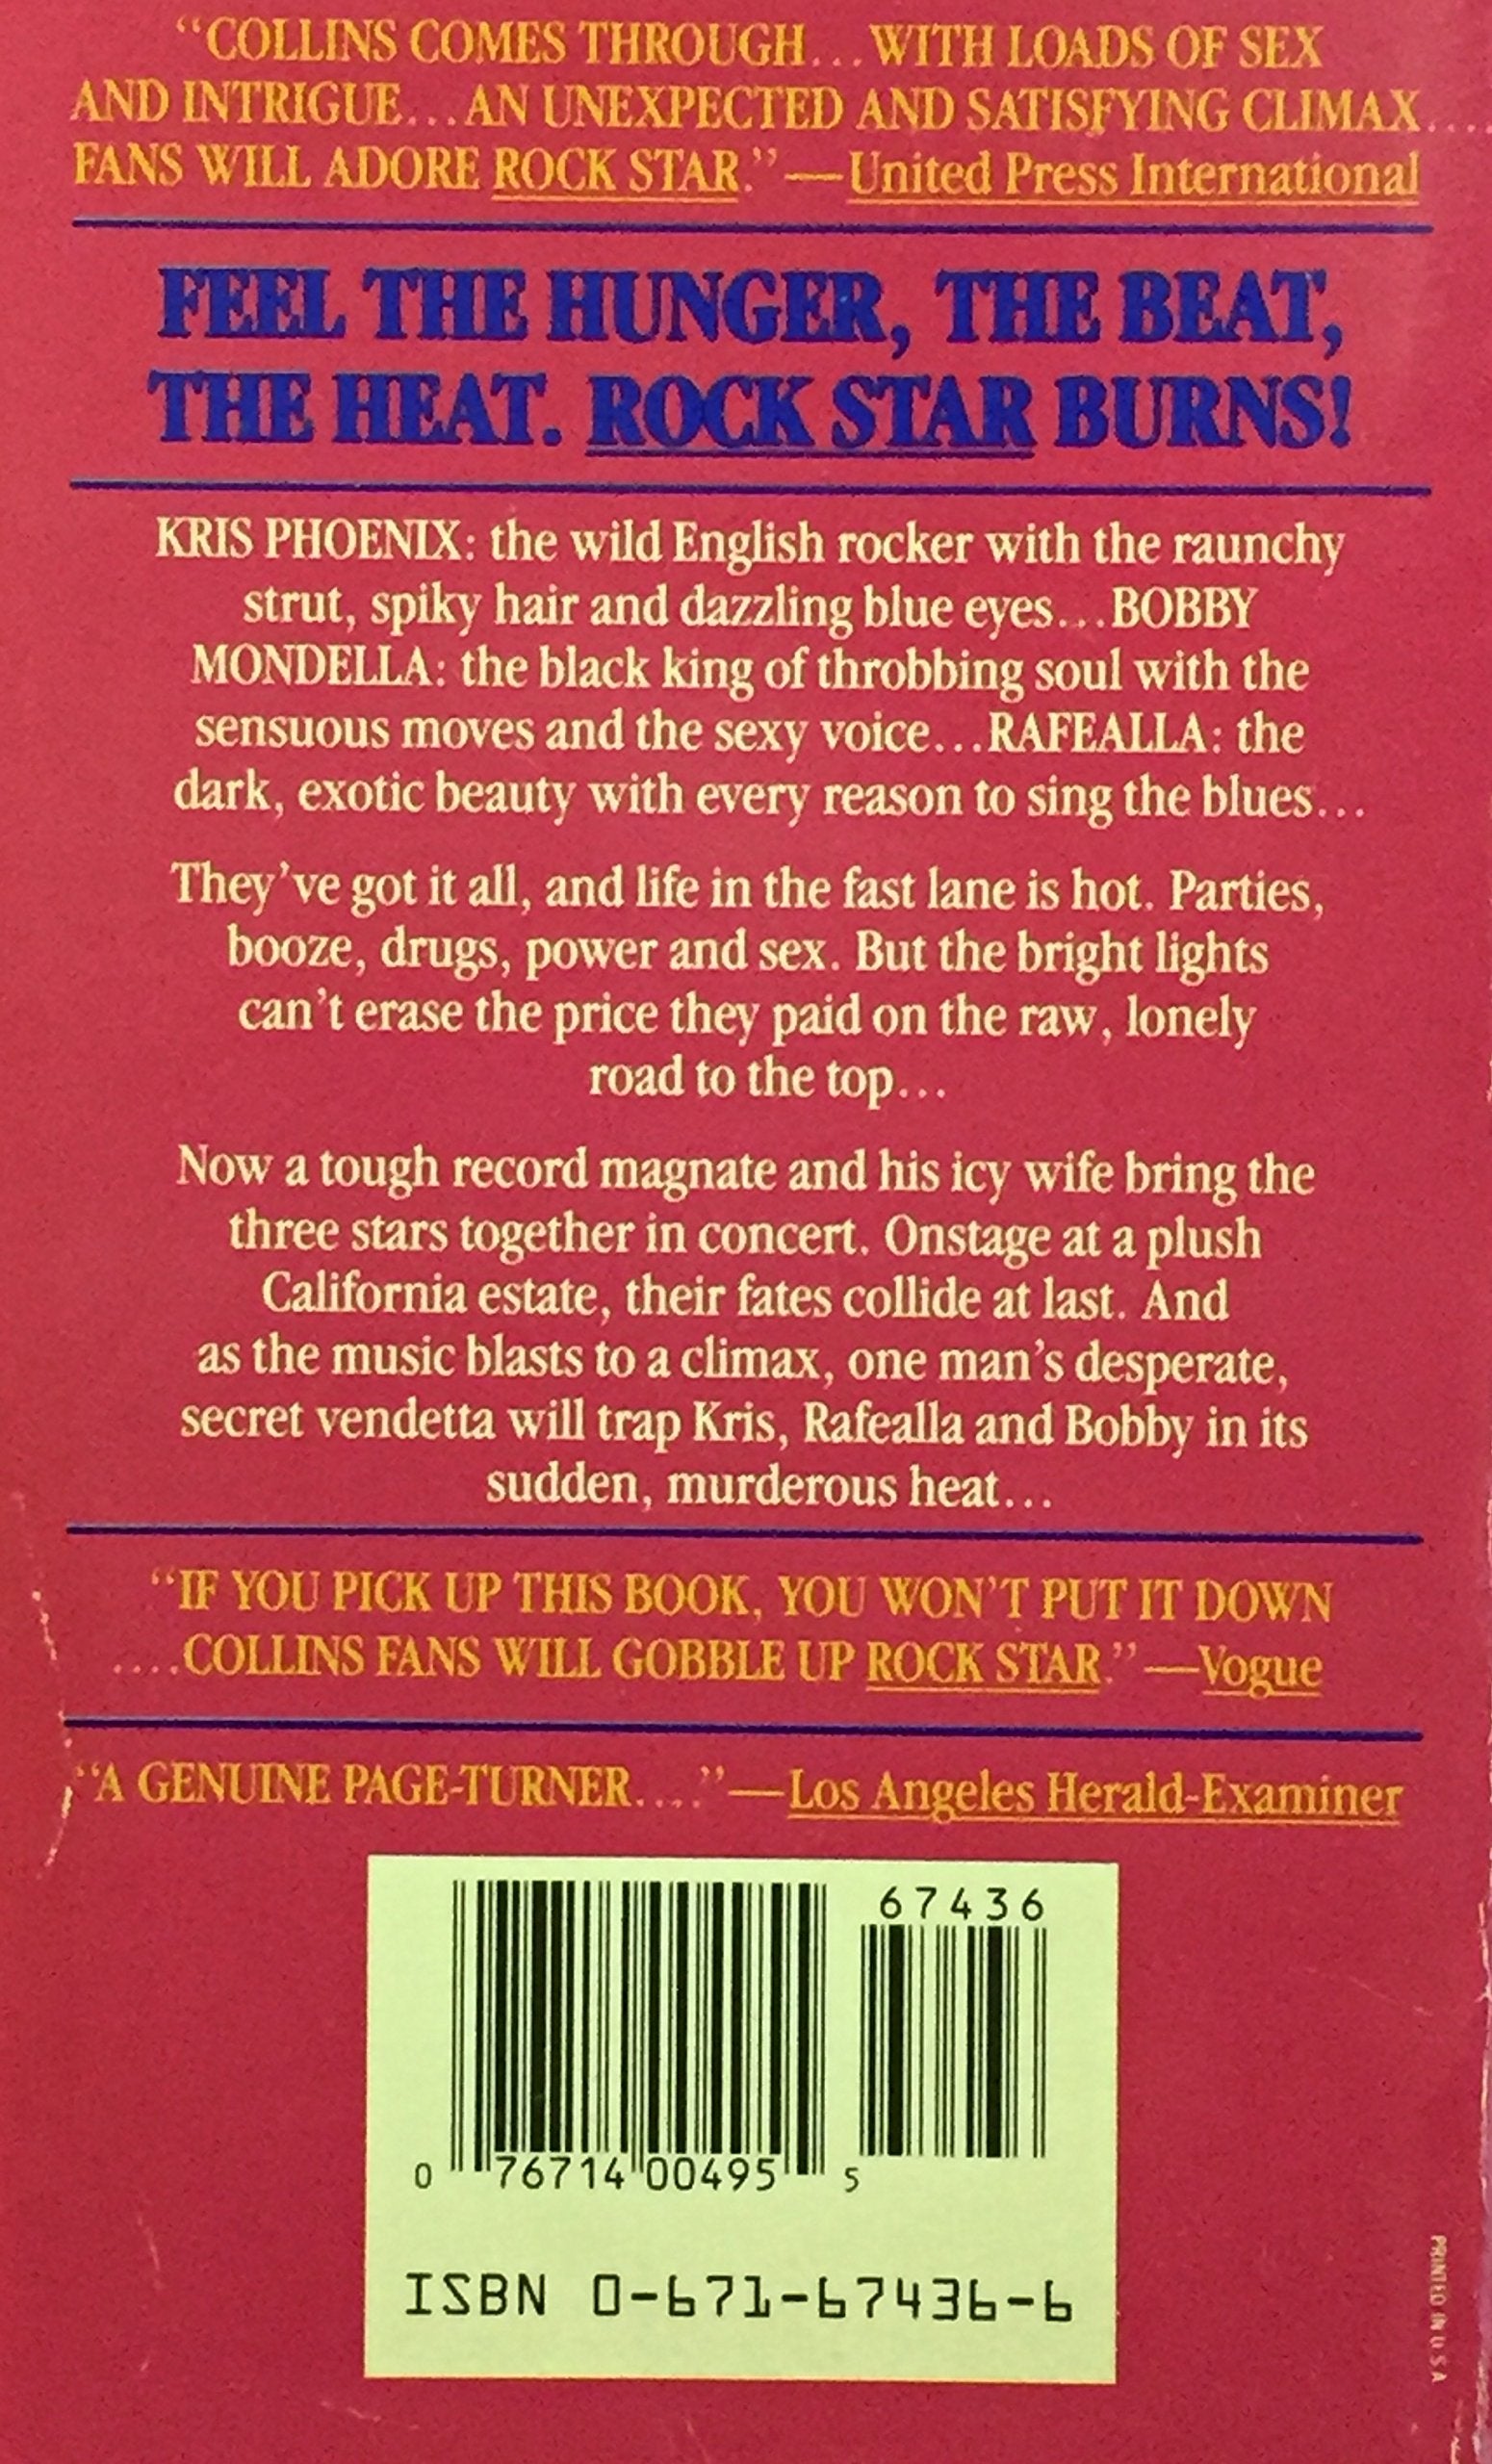 “COLLINS COMES THROUGH...WITH LOADS OF SEX
AND INTRIGUE...AN UNEXPECTED AND SATISFYING CLIMAX....
FANS WILL ADORE ROCK STAR.”—United Press International
FEEL THE HUNGER, THE BEAT,
THE HEAT. ROCK STAR BURNS!
KRIS PHOENIX: the wild English rocker with the raunchy
strut, spiky hair and dazzling blue eyes...BOBBY
MONDELLA: the black king of throbbing soul with the
sensuous moves and the sexy voice...RAFEALLA: the
dark, exotic beauty with every reason to sing the blues...
They’ve got it all, and life in the fast lane is hot. Parties,
booze, drugs, power and sex. But the bright lights
can’t erase the price they paid on the raw, lonely
road to the top...
Now a tough record magnate and his icy wife bring the
three stars together in concert. Onstage at a plush
California estate, their fates collide at last. And
as the music blasts to a climax, one man’s desperate,
secret vendetta will trap Kris, Rafealla and Bobby in its
sudden, murderous heat...
“IF YOU PICK UP THIS BOOK, YOU WON’T PUT IT DOWN
....COLLINS FANS WILL GOBBLE UP ROCK STAR.”—Vogue
“A GENUINE PAGE-TURNER....”—Los Angeles Herald-Examiner
67436
0 76714 00495 5
ISBN 0-671-67436-6
PRINTED IN U S A